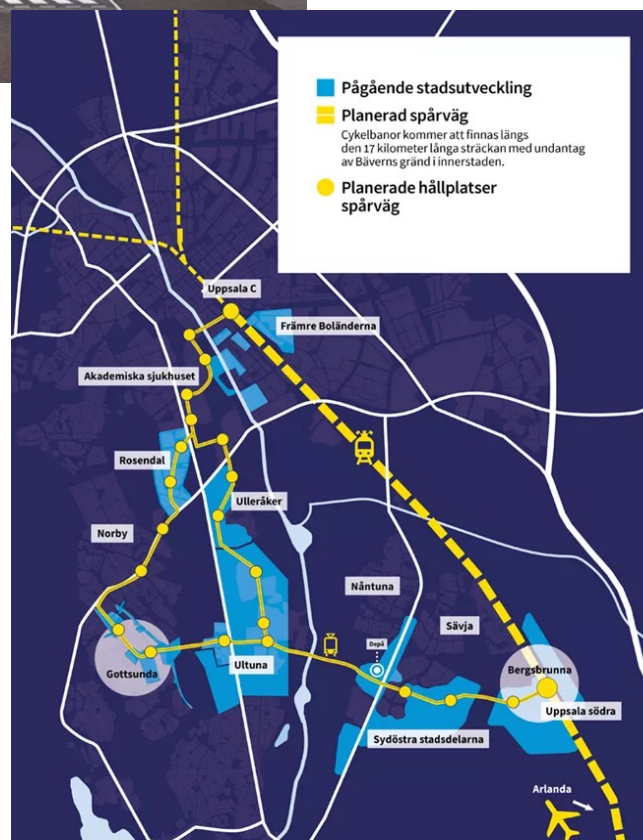 Pågående stadsutveckling
Planerad spårväg
Cykelbanor kommer att finnas längs
den 17 kilometer långa sträckan med undantag
av Bäverns gränd i innerstaden.
Planerade hållplatser
spårväg
Uppsala C
Främre Boländerna
Akademiska sjukhuset
Rosendal
Ulleråker
Norby
Nåntuna
Sävja
Depå
Bergsbrunna
Gottsunda
Ultuna
Uppsala södra
Sydöstra stadsdelarna
Arlanda